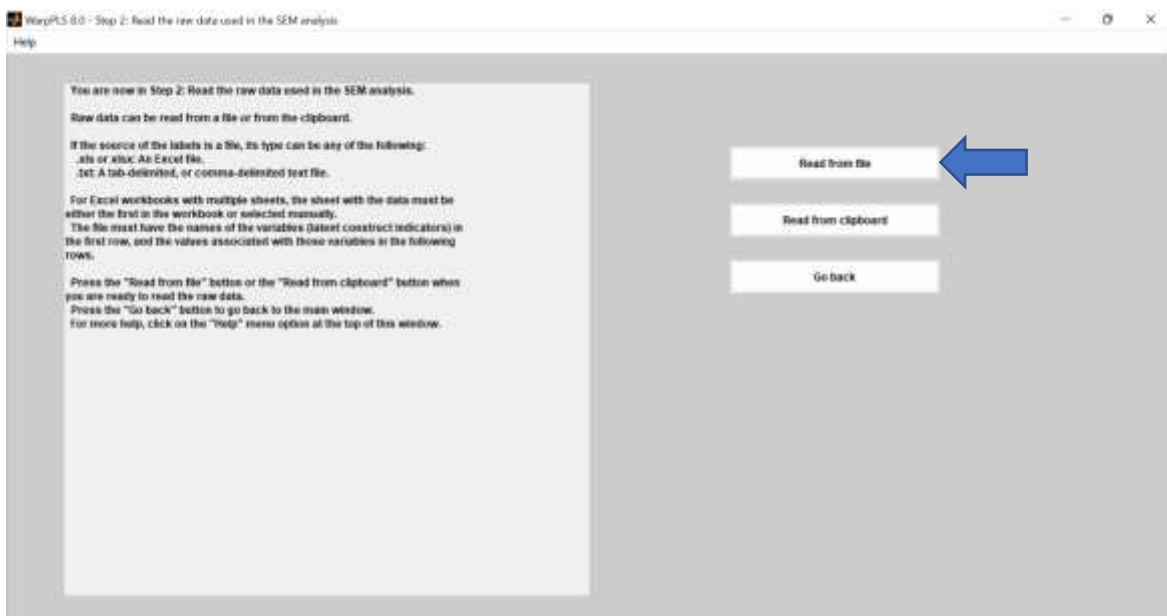 WarpPLS 8.0 - Step 2: Read the raw data used in the SEM analysis
Help
You are now in Step 2: Read the raw data used in the SEM analysis.
Raw data can be read from a file or from the clipboard.
If the source of the labels is a file, its type can be any of the following:
.xls or xlsx: An Excel file.
.txt: A tab-delimited, or comma-delimited text file.
For Excel workbooks with multiple sheets, the sheet with the data must be
either the first in the workbook or selected manually.
The file must have the names of the variables (latent construct indicators) in
the first row, and the values associated with those variables in the following
rows.
Press the "Read from file" button or the "Read from clipboard" button when
you are ready to read the raw data.
Press the "Go back" button to go back to the main window.
For more help, click on the "Help" menu option at the top of this window.
Read from file
Read from clipboard
Go back